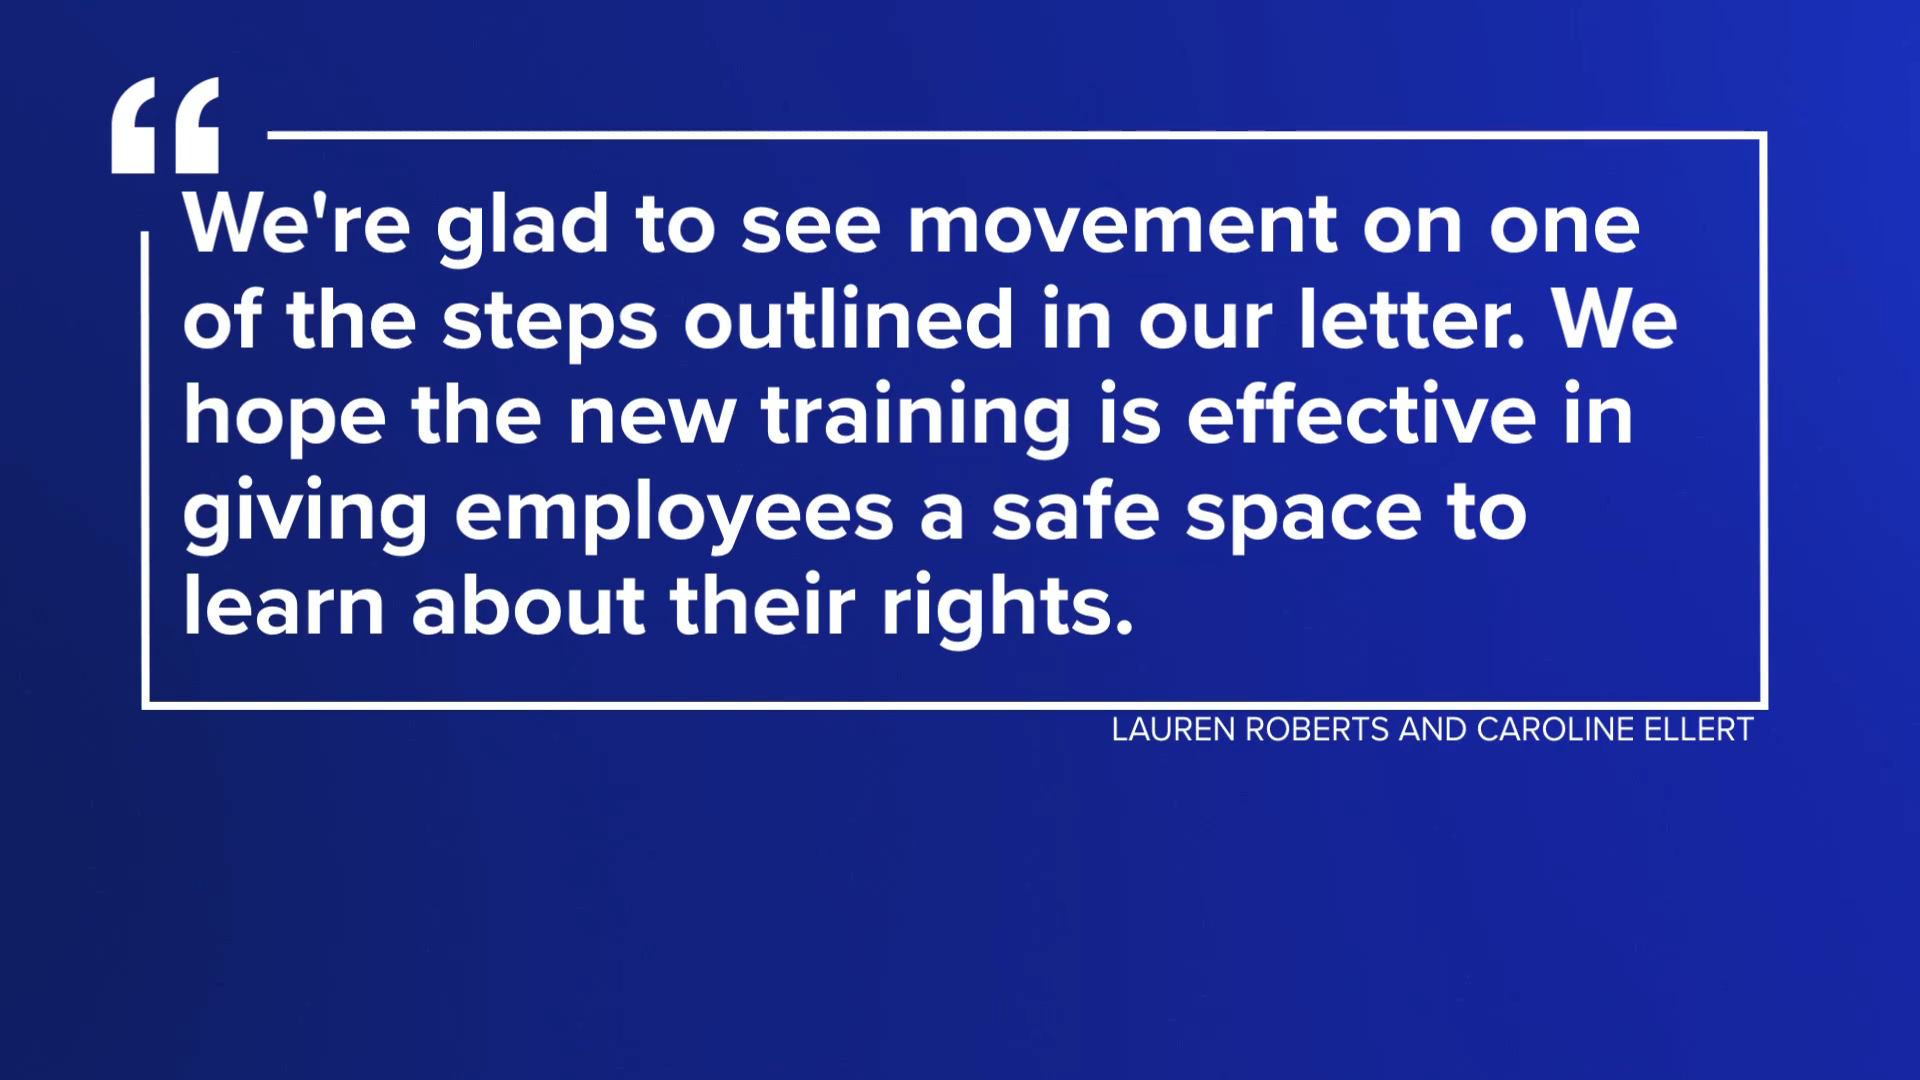 “
We're glad to see movement on one
of the steps outlined in our letter. We
hope the new training is effective in
giving employees a safe space to
learn about their rights.
LAUREN ROBERTS AND CAROLINE ELLERT